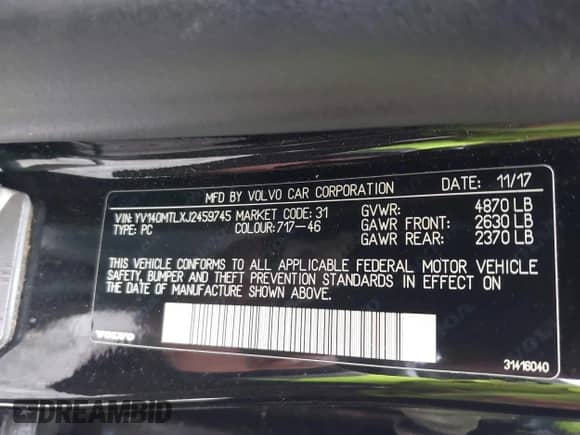 MFD BY VOLVO CAR CORPORATION DATE: 11/17
VIN: YV140MTLXJ2459745 MARKET CODE: 31 GVWR: 4870 LB
TYPE: PC COLOUR: 717-46 GAWR FRONT: 2630 LB
GAWR REAR: 2370 LB
THIS VEHICLE CONFORMS TO ALL APPLICABLE FEDERAL MOTOR VEHICLE
SAFETY, BUMPER AND THEFT PREVENTION STANDARDS IN EFFECT ON
THE DATE OF MANUFACTURE SHOWN ABOVE.
VOLVO
31416040
DREAMBID